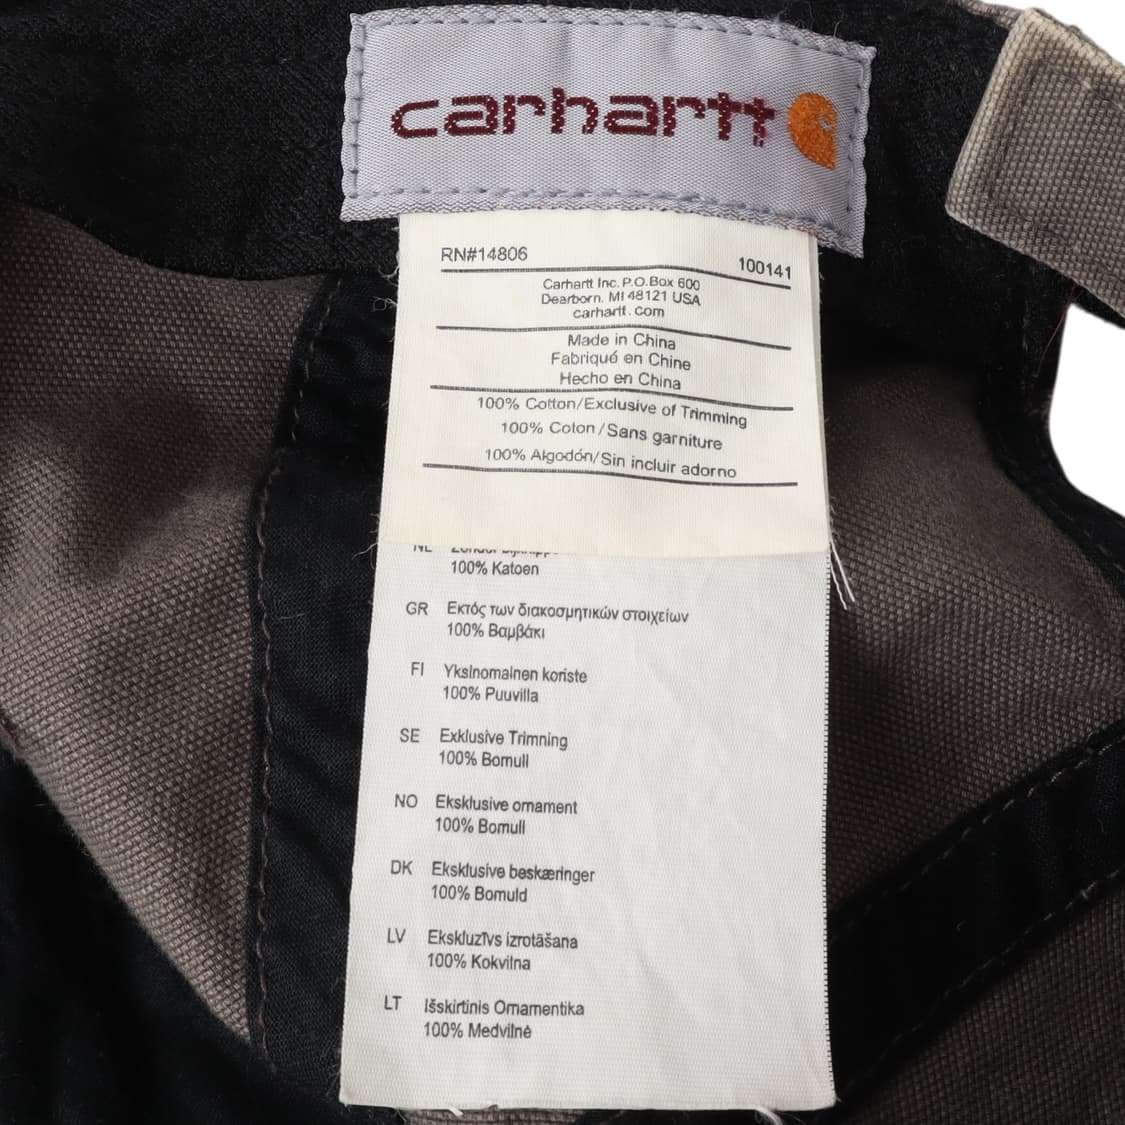 carhartt
RN#14806
100141
Carhartt Inc. P.O.Box 600
Dearborn. MI 48121 USA
carhartt.com
Made in China
Fabriqué en Chine
Hecho en China
100% Cotton/Exclusive of Trimming
100% Coton/Sans garniture
100% Algodón/Sin incluir adorno
NL
100% Katoen
GR Εκτός των διακοσμητικών στοιχείων
100% Βαμβάκι
FI Yksinomainen koriste
100% Puuvilla
SE Exklusive Trimning
100% Bomull
NO Eksklusive ornament
100% Bomull
DK Eksklusive beskæringer
100% Bomuld
LV Ekskluzīvs izrotāšana
100% Kokvilna
LT Išskirtinis Ornamentika
100% Medvilnė